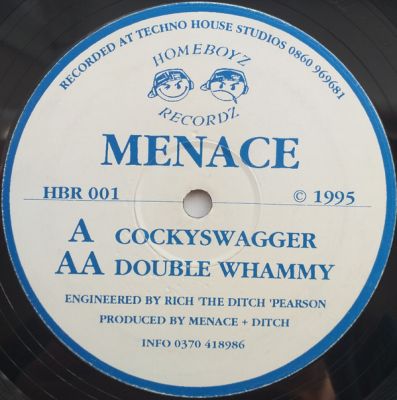 RECORDED AT TECHNO HOUSE STUDIOS 0860 969681
HOMEBOYZ
RECORDZ
MENACE
HBR 001 © 1995
A COCKYSWAGGER
AA DOUBLE WHAMMY
ENGINEERED BY RICH 'THE DITCH 'PEARSON
PRODUCED BY MENACE + DITCH
INFO 0370 418986